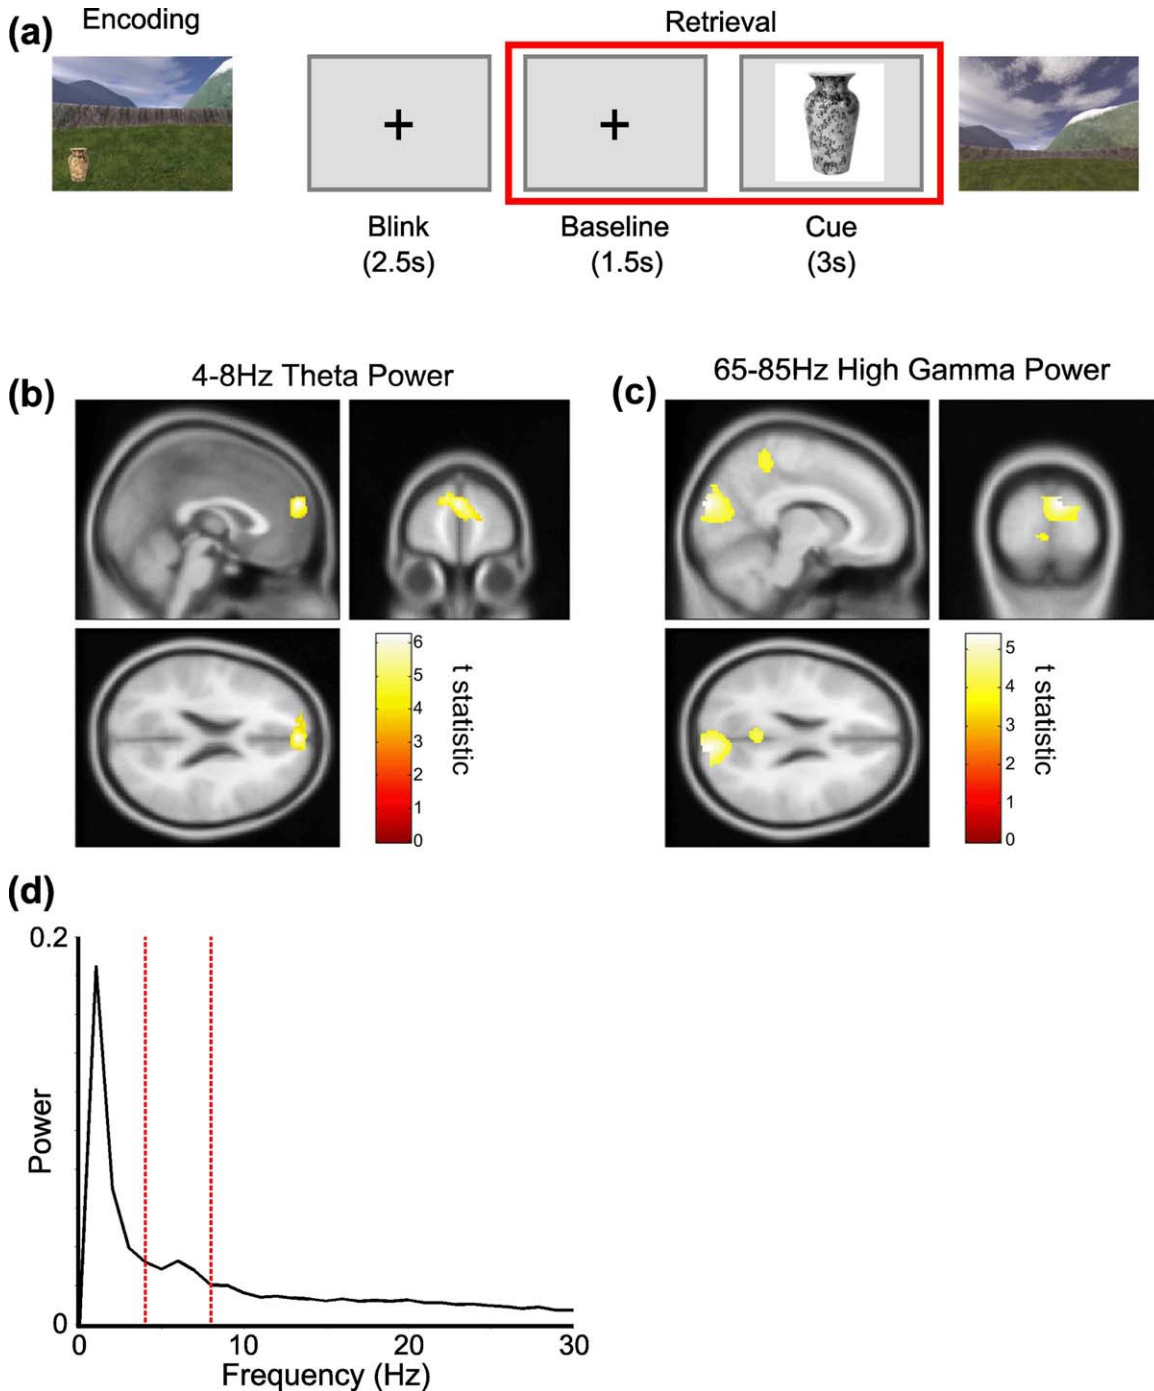 (a)
Encoding
Retrieval
Blink
(2.5s)
Baseline
(1.5s)
Cue
(3s)
(b)
4-8Hz Theta Power
6
5
4
3
2
1
0
t statistic
(c)
65-85Hz High Gamma Power
5
4
3
2
1
0
t statistic
(d)
0.2
Power
0
0
10
20
30
Frequency (Hz)